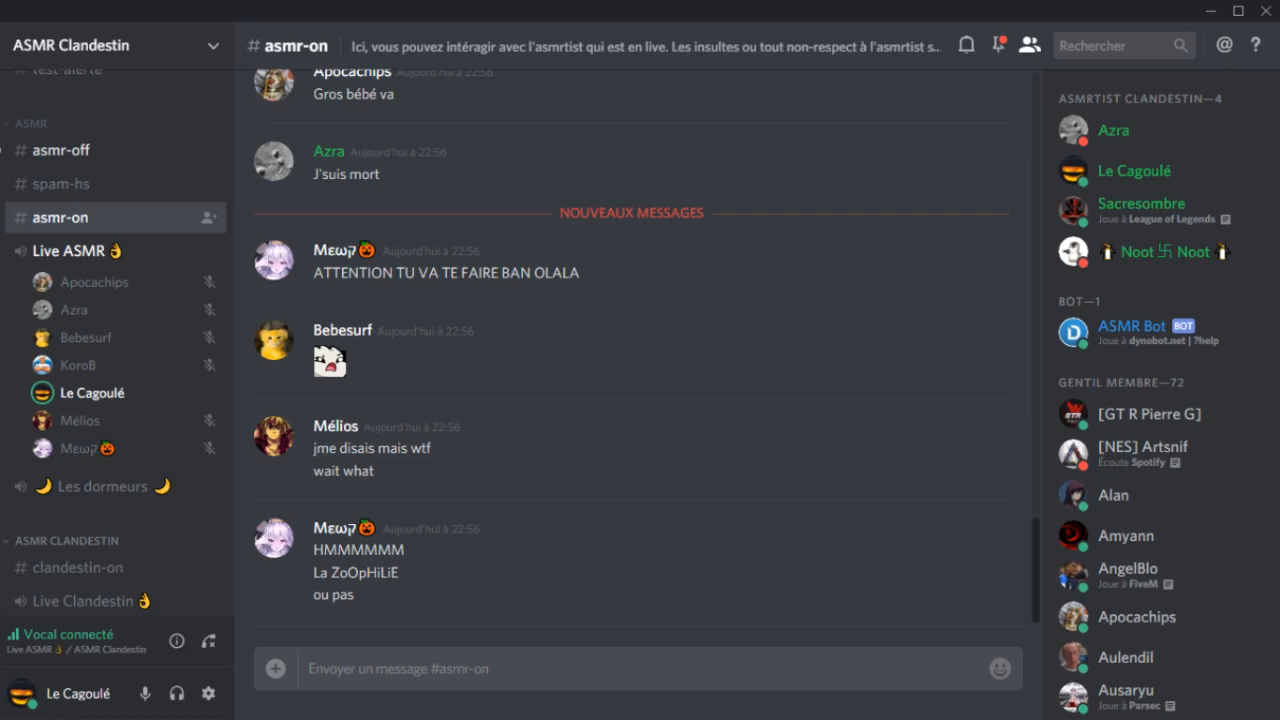 ASMR Clandestin
# test-alerte
ASMR
# asmr-off
# spam-hs
# asmr-on
Live ASMR 👌
Apocachips
Azra
Bebesurf
KoroB
Le Cagoulé
Mélios
Mεωק🎃
🌙 Les dormeurs 🌙
ASMR CLANDESTIN
# clandestin-on
Live Clandestin 👌
Vocal connecté
Live ASMR 👌 / ASMR Clandestin
Le Cagoulé
# asmr-on
Ici, vous pouvez intéragir avec l'asmrtist qui est en live. Les insultes ou tout non-respect à l'asmrtist s...
Rechercher
Apocachips Aujourd'hui à 22:56
Gros bébé va
Azra Aujourd'hui à 22:56
J'suis mort
NOUVEAUX MESSAGES
Mεωק🎃 Aujourd'hui à 22:56
ATTENTION TU VA TE FAIRE BAN OLALA
Bebesurf Aujourd'hui à 22:56
Mélios Aujourd'hui à 22:56
jme disais mais wtf
wait what
Mεωק🎃 Aujourd'hui à 22:56
HMMMMMM
La ZoOpHiLiE
ou pas
Envoyer un message #asmr-on
ASMRTIST CLANDESTIN—4
Azra
Le Cagoulé
Sacresombre
Joue à League of Legends
🐧 Noot 卐 Noot 🐧
BOT—1
ASMR Bot BOT
Joue à dynobot.net | ?help
GENTIL MEMBRE—72
[GT R Pierre G]
[NES] Artsnif
Écoute Spotify
Alan
Amyann
AngelBlo
Joue à FiveM
Apocachips
Aulendil
Ausaryu
Joue à Parsec